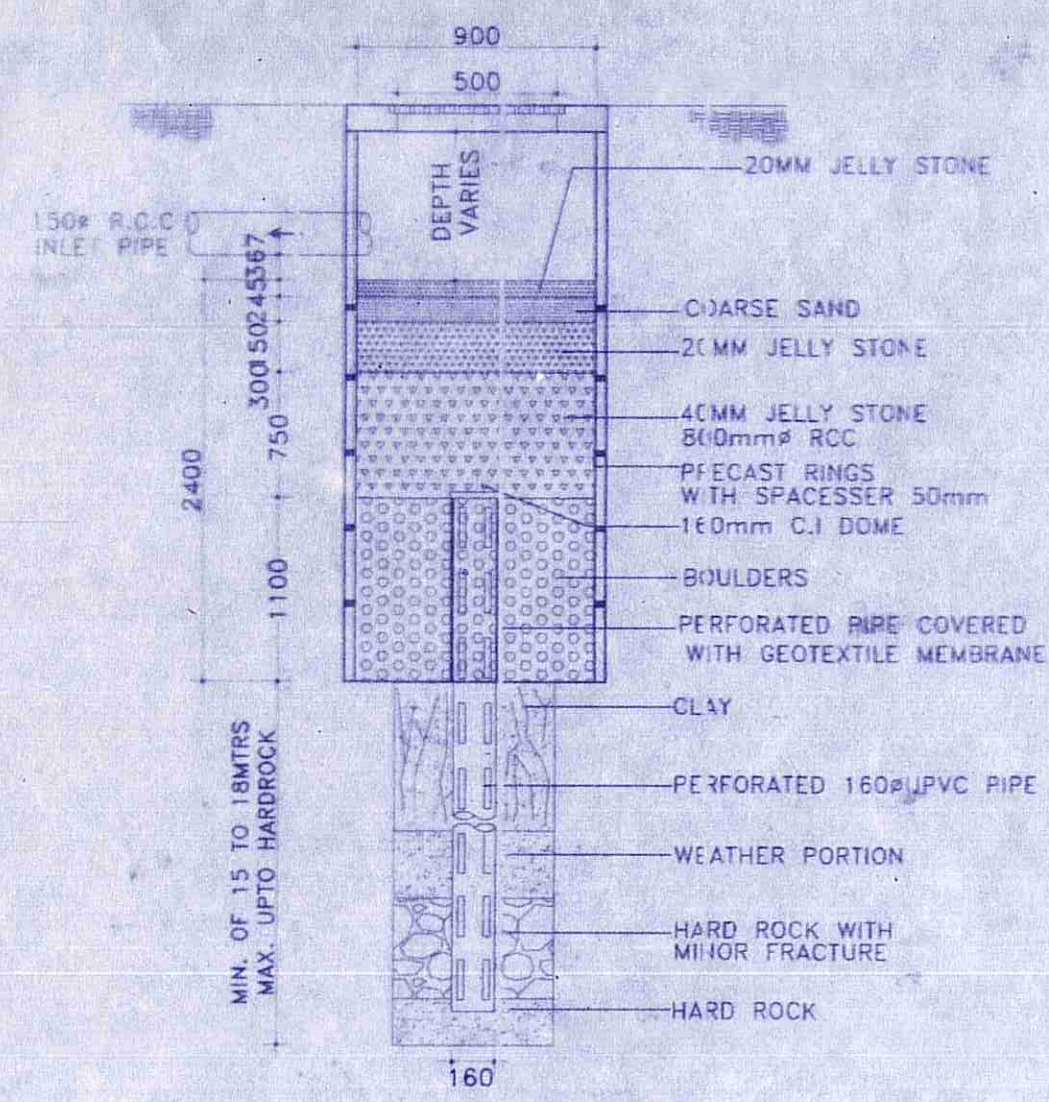 900
500
DEPTH
VARIES
20MM JELLY STONE
150ø R.C.C
INLET PIPE
COARSE SAND
20MM JELLY STONE
300
750
2400
40MM JELLY STONE
800mmø RCC
PRECAST RINGS
WITH SPACESSER 50mm
160mm C.I DOME
BOULDERS
1100
PERFORATED PIPE COVERED
WITH GEOTEXTILE MEMBRANE
CLAY
MIN. OF 15 TO 18MTRS
MAX. UPTO HARDROCK
PERFORATED 160øUPVC PIPE
WEATHER PORTION
HARD ROCK WITH
MINOR FRACTURE
HARD ROCK
160